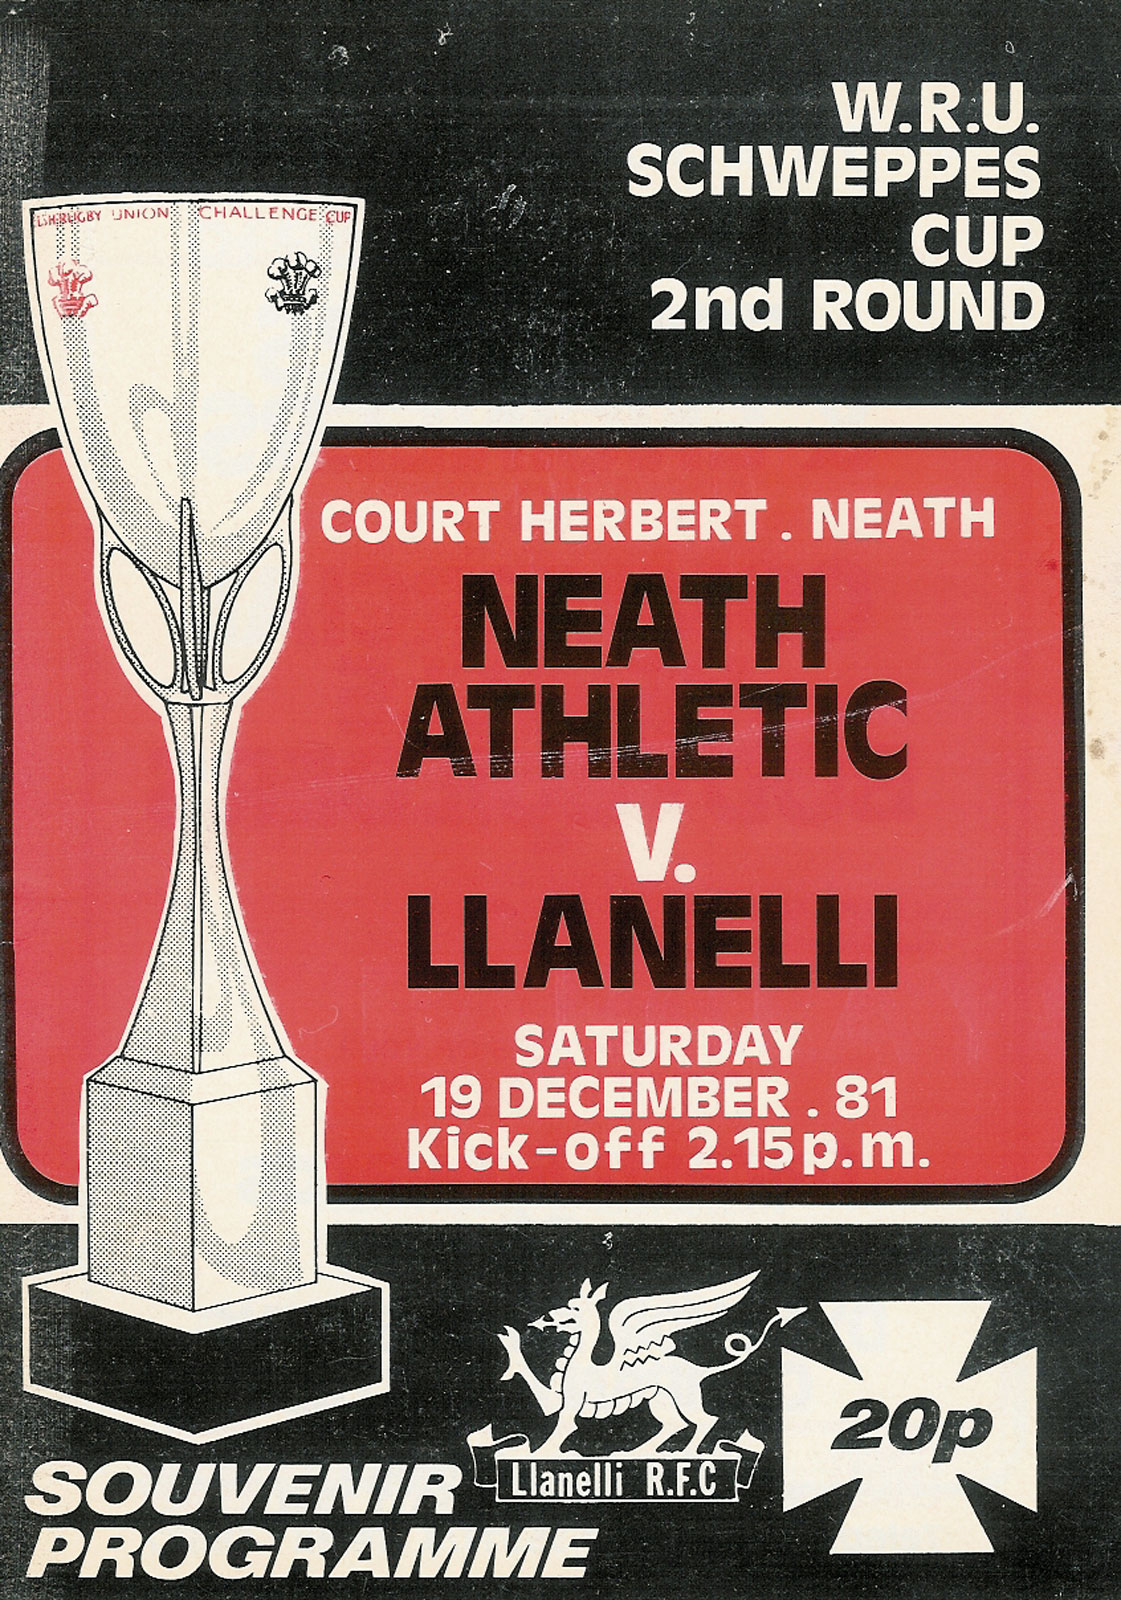 W.R.U.
SCHWEPPES
CUP
2nd ROUND
RUGBY UNION CHALLENGE CUP
COURT HERBERT . NEATH
NEATH
ATHLETIC
V.
LLANELLI
SATURDAY
19 DECEMBER . 81
Kick-off 2.15p.m.
20p
Llanelli R.F.C
SOUVENIR
PROGRAMME